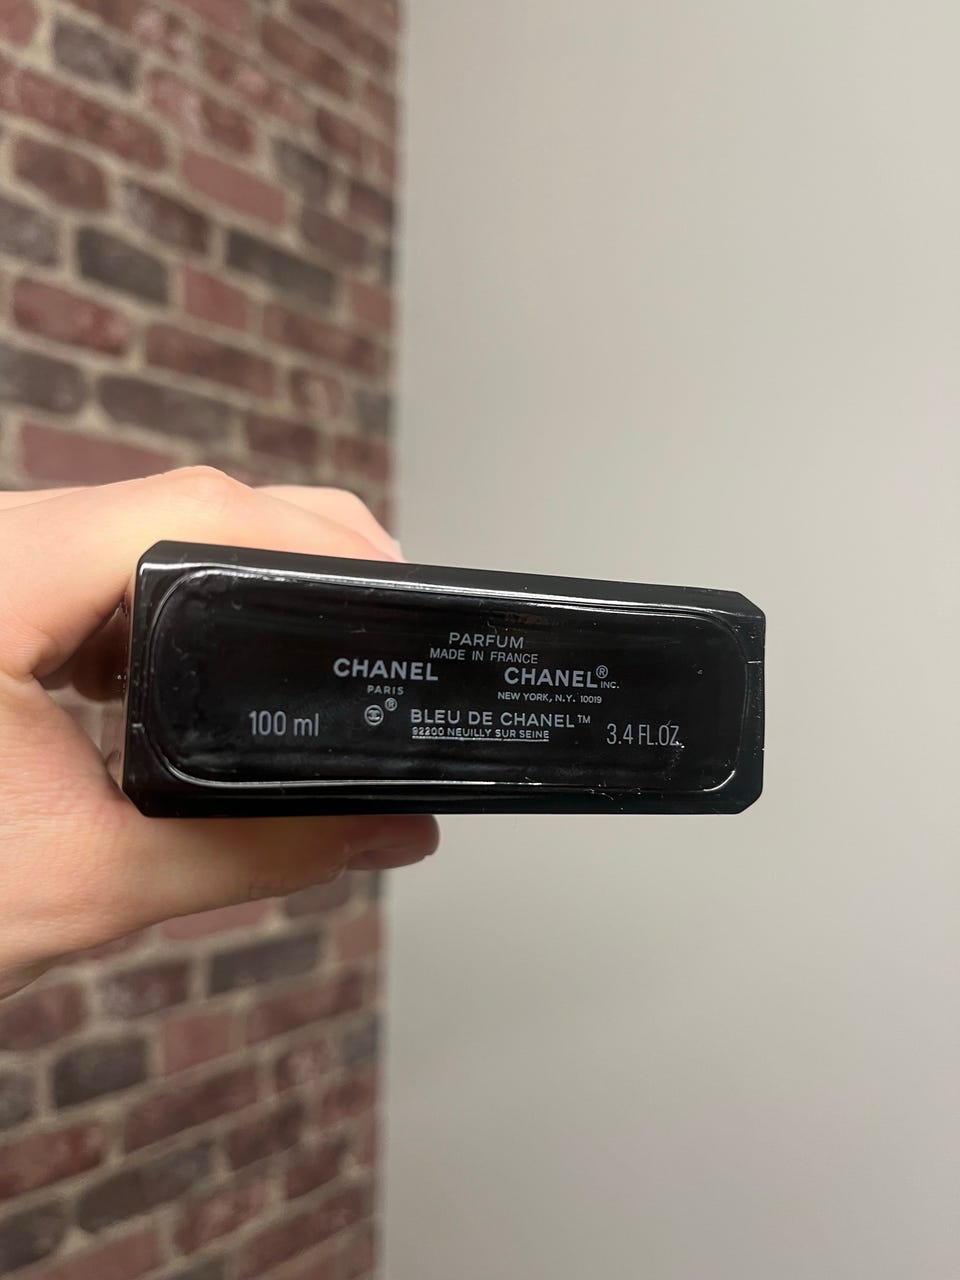 PARFUM
MADE IN FRANCE
CHANEL CHANEL® INC.
PARIS NEW YORK, N.Y. 10019
® BLEU DE CHANEL™
100 ml 92200 NEUILLY SUR SEINE 3.4 FL.OZ.